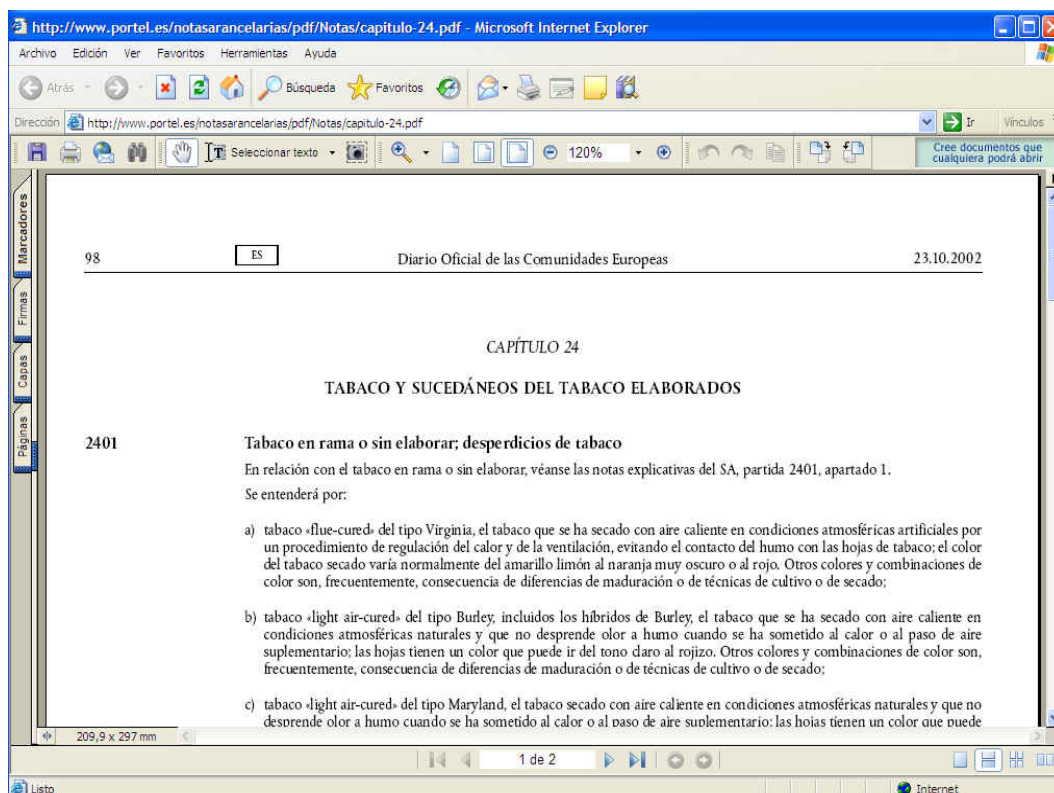 http://www.portel.es/notasarancelarias/pdf/Notas/capitulo-24.pdf - Microsoft Internet Explorer
Archivo Edición Ver Favoritos Herramientas Ayuda
Atrás Búsqueda Favoritos
Dirección http://www.portel.es/notasarancelarias/pdf/Notas/capitulo-24.pdf Ir Vínculos
Seleccionar texto 120% Cree documentos que
cualquiera podrá abrir
Marcadores
Firmas
Capas
Páginas
98 ES Diario Oficial de las Comunidades Europeas 23.10.2002
CAPÍTULO 24
TABACO Y SUCEDÁNEOS DEL TABACO ELABORADOS
2401 Tabaco en rama o sin elaborar; desperdicios de tabaco
En relación con el tabaco en rama o sin elaborar, véanse las notas explicativas del SA, partida 2401, apartado 1.
Se entenderá por:
a) tabaco «flue-cured» del tipo Virginia, el tabaco que se ha secado con aire caliente en condiciones atmosféricas artificiales por
un procedimiento de regulación del calor y de la ventilación, evitando el contacto del humo con las hojas de tabaco; el color
del tabaco secado varía normalmente del amarillo limón al naranja muy oscuro o al rojo. Otros colores y combinaciones de
color son, frecuentemente, consecuencia de diferencias de maduración o de técnicas de cultivo o de secado;
b) tabaco «light air-cured» del tipo Burley, incluidos los híbridos de Burley, el tabaco que se ha secado con aire caliente en
condiciones atmosféricas naturales y que no desprende olor a humo cuando se ha sometido al calor o al paso de aire
suplementario; las hojas tienen un color que puede ir del tono claro al rojizo. Otros colores y combinaciones de color son,
frecuentemente, consecuencia de diferencias de maduración o de técnicas de cultivo o de secado;
c) tabaco «light air-cured» del tipo Maryland, el tabaco secado con aire caliente en condiciones atmosféricas naturales y que no
desprende olor a humo cuando se ha sometido al calor o al paso de aire suplementario; las hojas tienen un color que puede
209,9 x 297 mm
1 de 2
Listo Internet